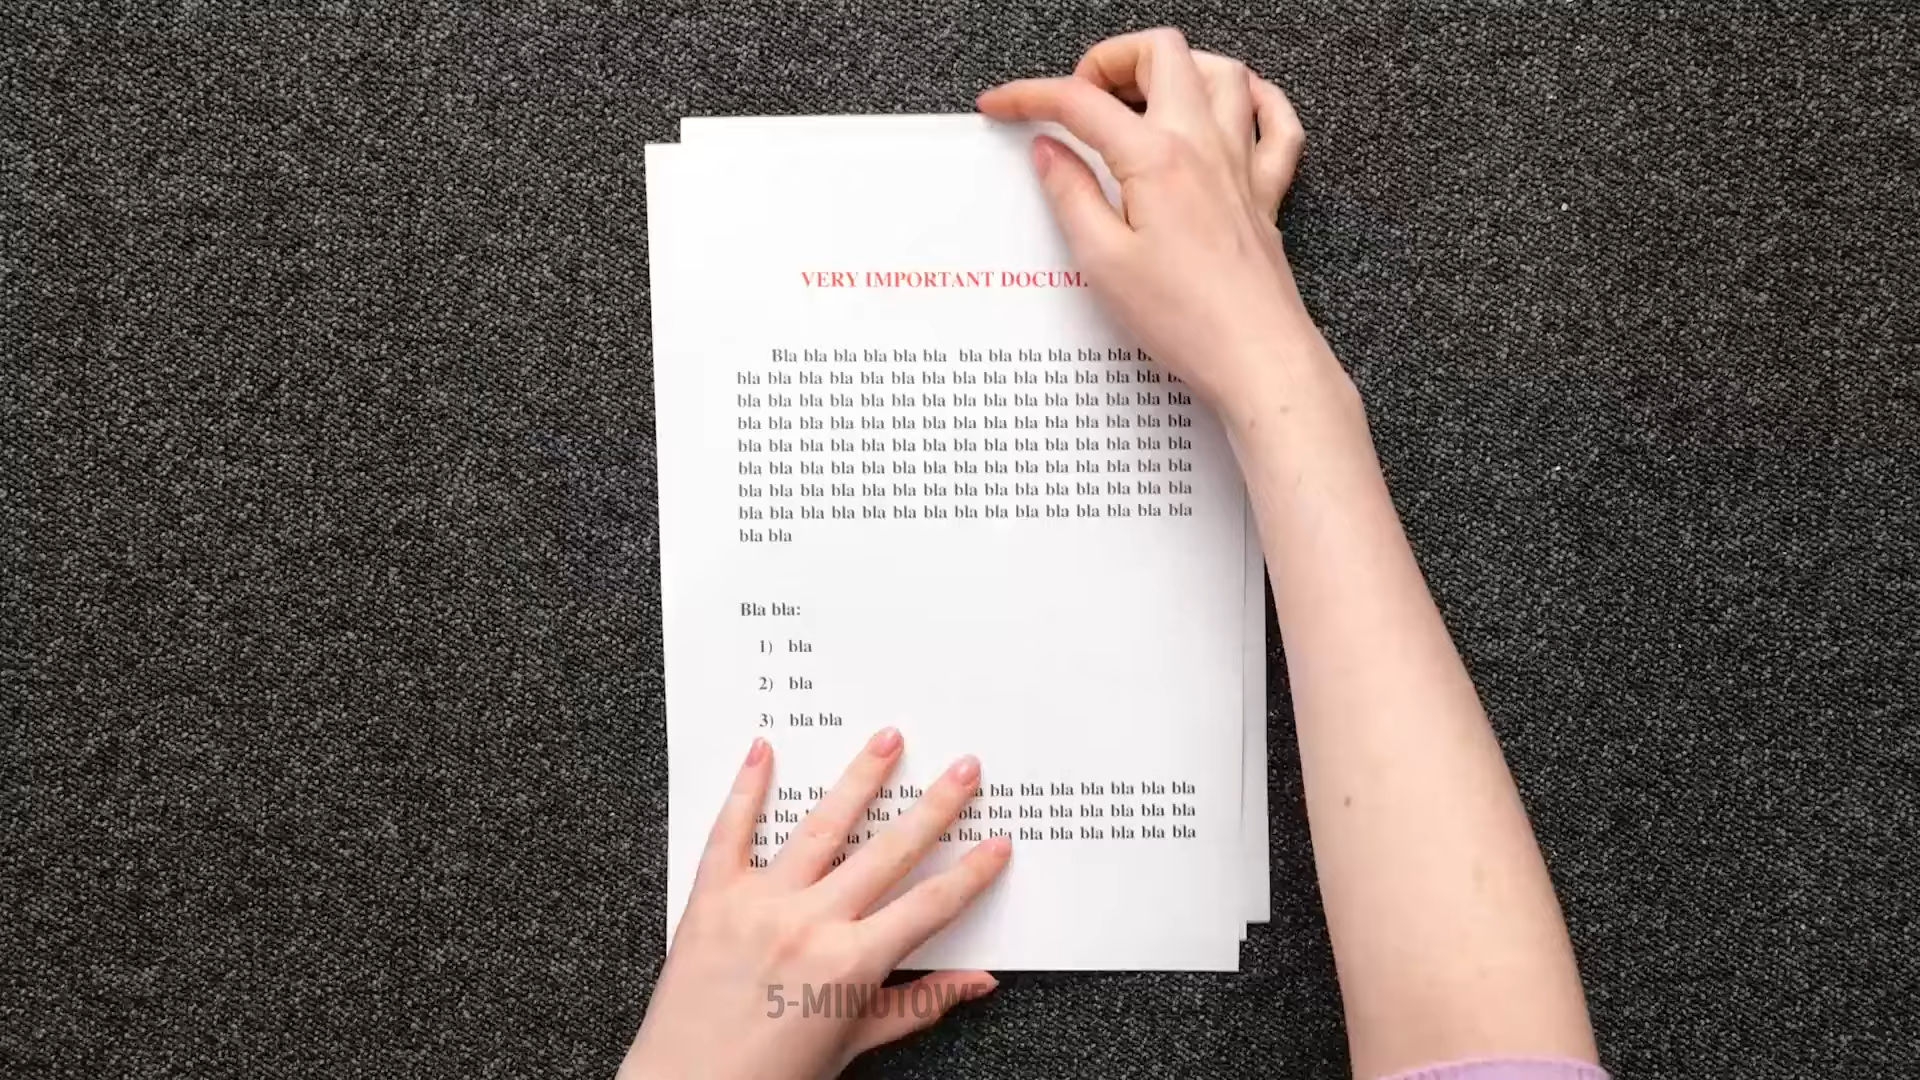 VERY IMPORTANT DOCUM
Bla bla bla bla bla bla bla bla bla bla bla bla
bla bla bla bla bla bla bla bla bla bla bla bla bla bla
bla bla bla bla bla bla bla bla bla bla bla bla bla bla bla
bla bla bla bla bla bla bla bla bla bla bla bla bla bla bla
bla bla bla bla bla bla bla bla bla bla bla bla bla bla bla
bla bla bla bla bla bla bla bla bla bla bla bla bla bla bla
bla bla bla bla bla bla bla bla bla bla bla bla bla bla bla
bla bla bla bla bla bla bla bla bla bla bla bla bla bla bla
bla bla
Bla bla:
1) bla
2) bla
3) bla bla
bla bla bla bla bla bla bla bla bla
bla bla bla bla bla bla bla bla bla
bla bla bla bla bla bla bla bla
5-MINUTOWE